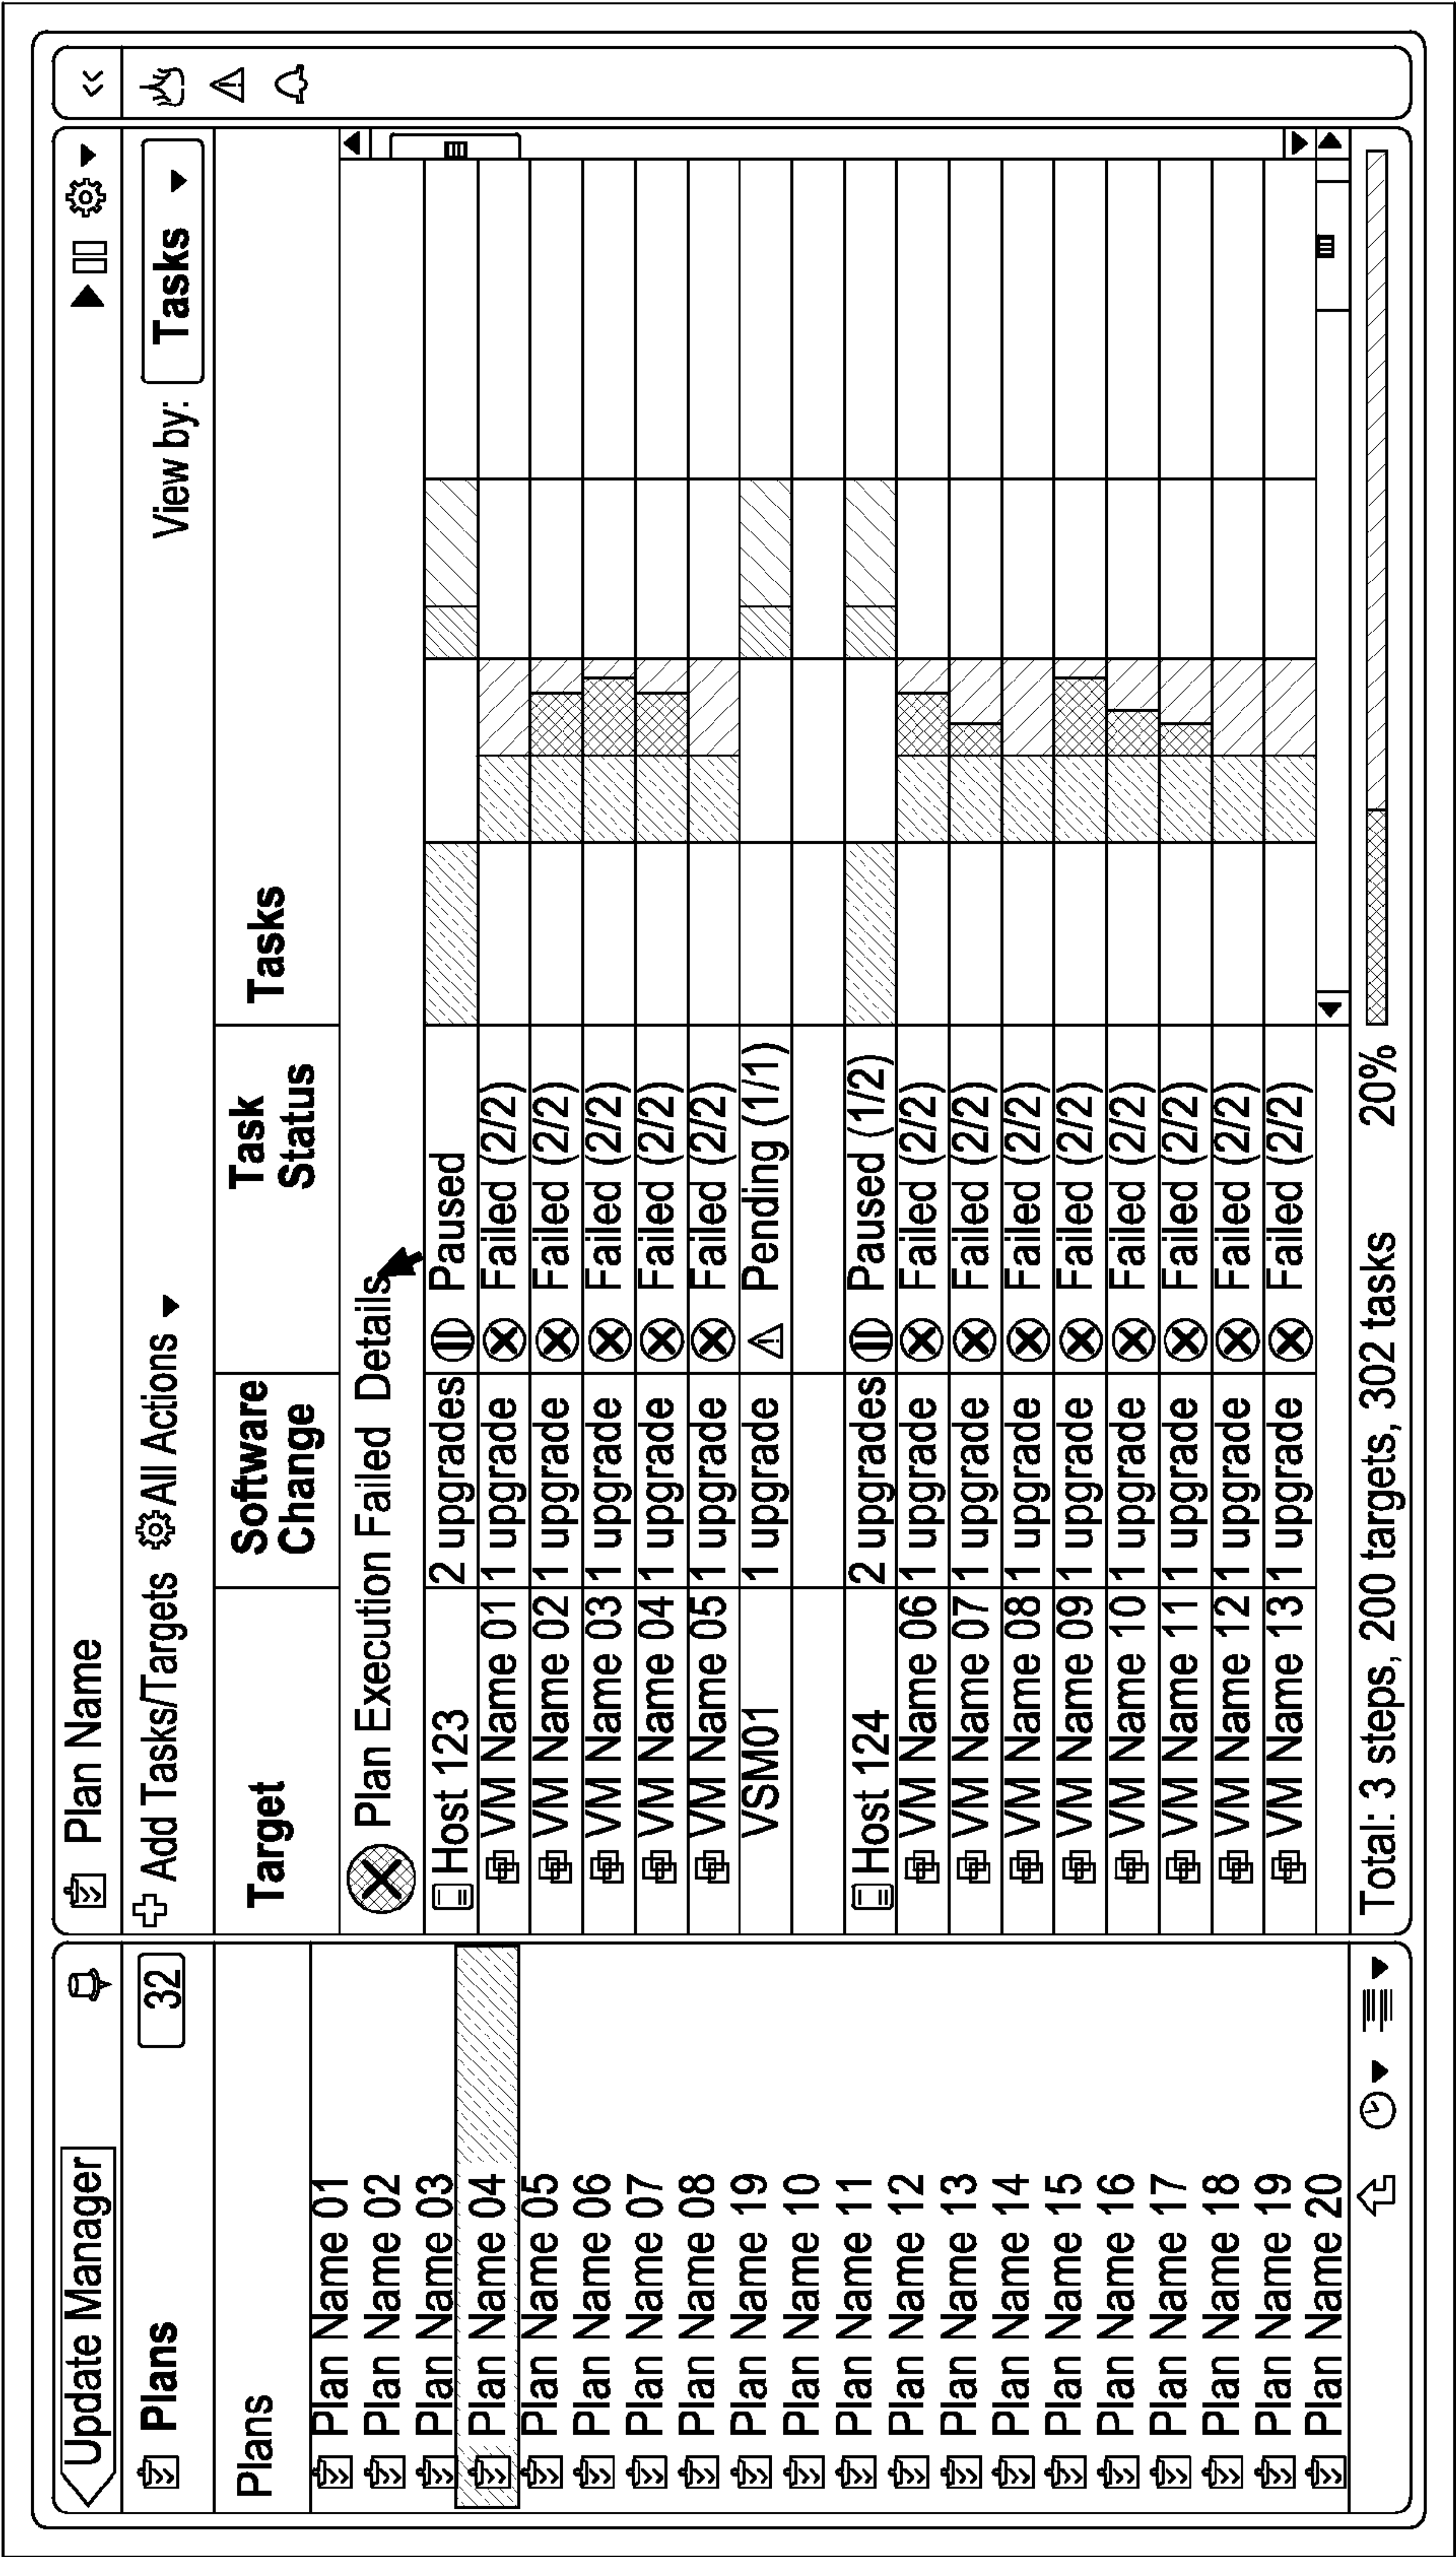 Update Manager
Plans 32
Plans
Plan Name 01
Plan Name 02
Plan Name 03
Plan Name 04
Plan Name 05
Plan Name 06
Plan Name 07
Plan Name 08
Plan Name 19
Plan Name 10
Plan Name 11
Plan Name 12
Plan Name 13
Plan Name 14
Plan Name 15
Plan Name 16
Plan Name 17
Plan Name 18
Plan Name 19
Plan Name 20
Plan Name
Add Tasks/Targets All Actions View by: Tasks
Target Software Change Task Status Tasks
Plan Execution Failed Details
Host 123 2 upgrades Paused
VM Name 01 1 upgrade Failed (2/2)
VM Name 02 1 upgrade Failed (2/2)
VM Name 03 1 upgrade Failed (2/2)
VM Name 04 1 upgrade Failed (2/2)
VM Name 05 1 upgrade Failed (2/2)
VSM01 1 upgrade Pending (1/1)
Host 124 2 upgrades Paused (1/2)
VM Name 06 1 upgrade Failed (2/2)
VM Name 07 1 upgrade Failed (2/2)
VM Name 08 1 upgrade Failed (2/2)
VM Name 09 1 upgrade Failed (2/2)
VM Name 10 1 upgrade Failed (2/2)
VM Name 11 1 upgrade Failed (2/2)
VM Name 12 1 upgrade Failed (2/2)
VM Name 13 1 upgrade Failed (2/2)
Total: 3 steps, 200 targets, 302 tasks 20%